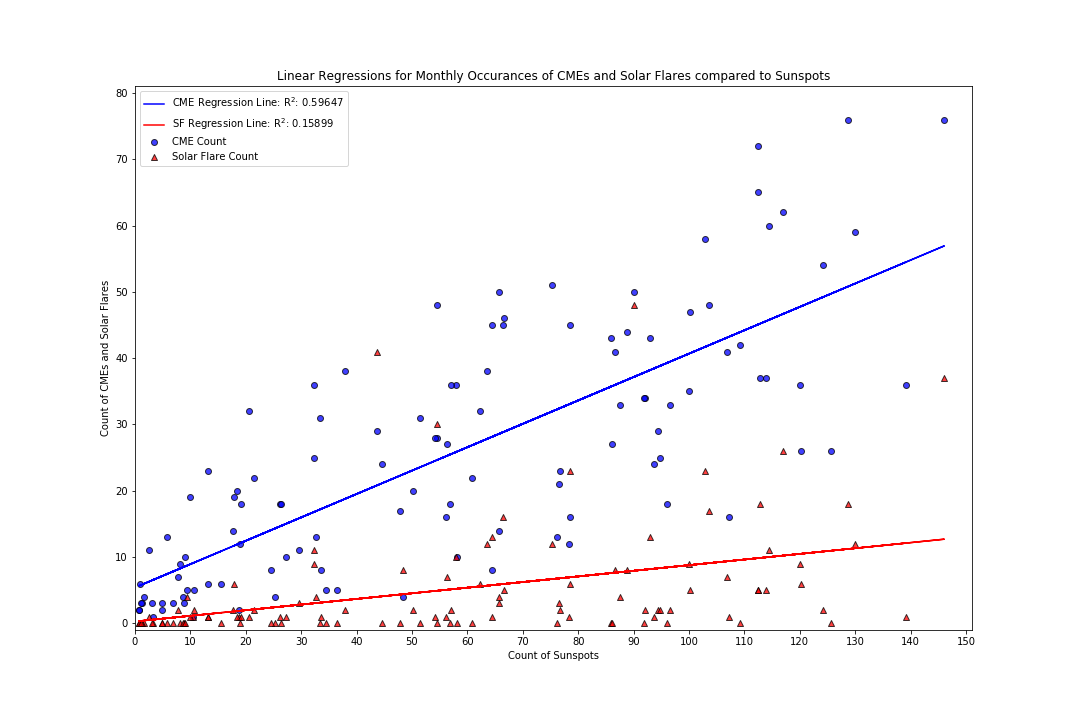 Linear Regressions for Monthly Occurances of CMEs and Solar Flares compared to Sunspots
CME Regression Line: R²: 0.59647
SF Regression Line: R²: 0.15899
CME Count
Solar Flare Count
Count of CMEs and Solar Flares
80
70
60
50
40
30
20
10
0
0 10 20 30 40 50 60 70 80 90 100 110 120 130 140 150
Count of Sunspots